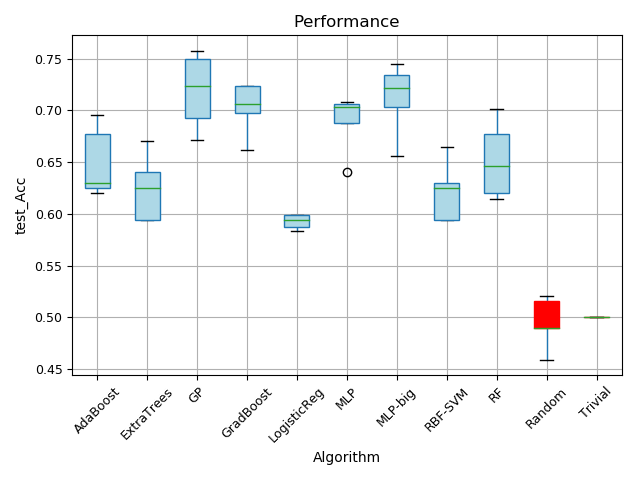 Performance
0.75
0.70
0.65
0.60
0.55
0.50
0.45
test_Acc
AdaBoost
ExtraTrees
GP
GradBoost
LogisticReg
MLP
MLP-big
RBF-SVM
RF
Random
Trivial
Algorithm